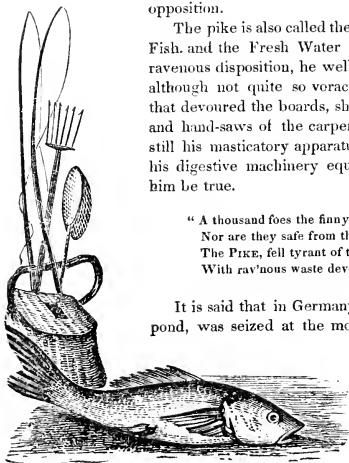 opposition.
The pike is also called the
Fish. and the Fresh Water
ravenous disposition, he wel
although not quite so vorac
that devoured the boards, sh
and hand-saws of the carpe
still his masticatory apparat
his digestive machinery equ
him be true.
“ A thousand foes the finny
Nor are they safe from th
The PIKE, fell tyrant of t
With rav'nous waste dev
It is said that in Germany
pond, was seized at the mo